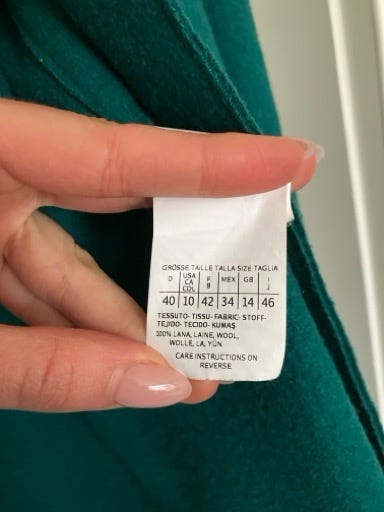 GRÖSSE TAILLE TALLA SIZE TAGLIA
D USA CA COL F B MEX GB I J
40 10 42 34 14 46
TESSUTO- TISSU- FABRIC- STOFF-
TEJIDO- TECIDO- KUMAŞ
100% LANA, LAINE, WOOL,
WOLLE, LA, YÜN
CARE INSTRUCTIONS ON
REVERSE